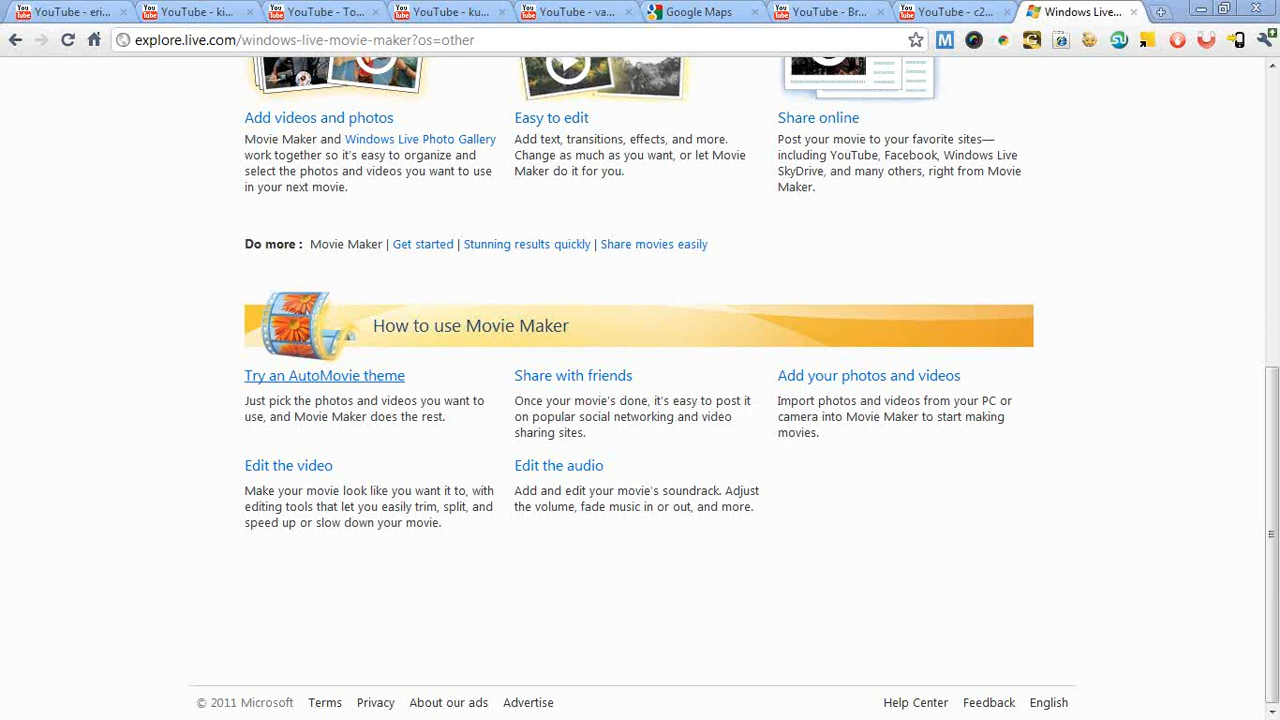 YouTube - eri...
YouTube - ki...
YouTube - To...
YouTube - ku...
YouTube - va...
Google Maps
YouTube - Br...
YouTube - c2...
Windows Live...
explore.live.com/windows-live-movie-maker?os=other
Add videos and photos
Movie Maker and Windows Live Photo Gallery
work together so it's easy to organize and
select the photos and videos you want to use
in your next movie.
Easy to edit
Add text, transitions, effects, and more.
Change as much as you want, or let Movie
Maker do it for you.
Share online
Post your movie to your favorite sites—
including YouTube, Facebook, Windows Live
SkyDrive, and many others, right from Movie
Maker.
Do more : Movie Maker | Get started | Stunning results quickly | Share movies easily
How to use Movie Maker
Try an AutoMovie theme
Just pick the photos and videos you want to
use, and Movie Maker does the rest.
Share with friends
Once your movie's done, it's easy to post it
on popular social networking and video
sharing sites.
Add your photos and videos
Import photos and videos from your PC or
camera into Movie Maker to start making
movies.
Edit the video
Make your movie look like you want it to, with
editing tools that let you easily trim, split, and
speed up or slow down your movie.
Edit the audio
Add and edit your movie's soundrack. Adjust
the volume, fade music in or out, and more.
© 2011 Microsoft Terms Privacy About our ads Advertise
Help Center Feedback English